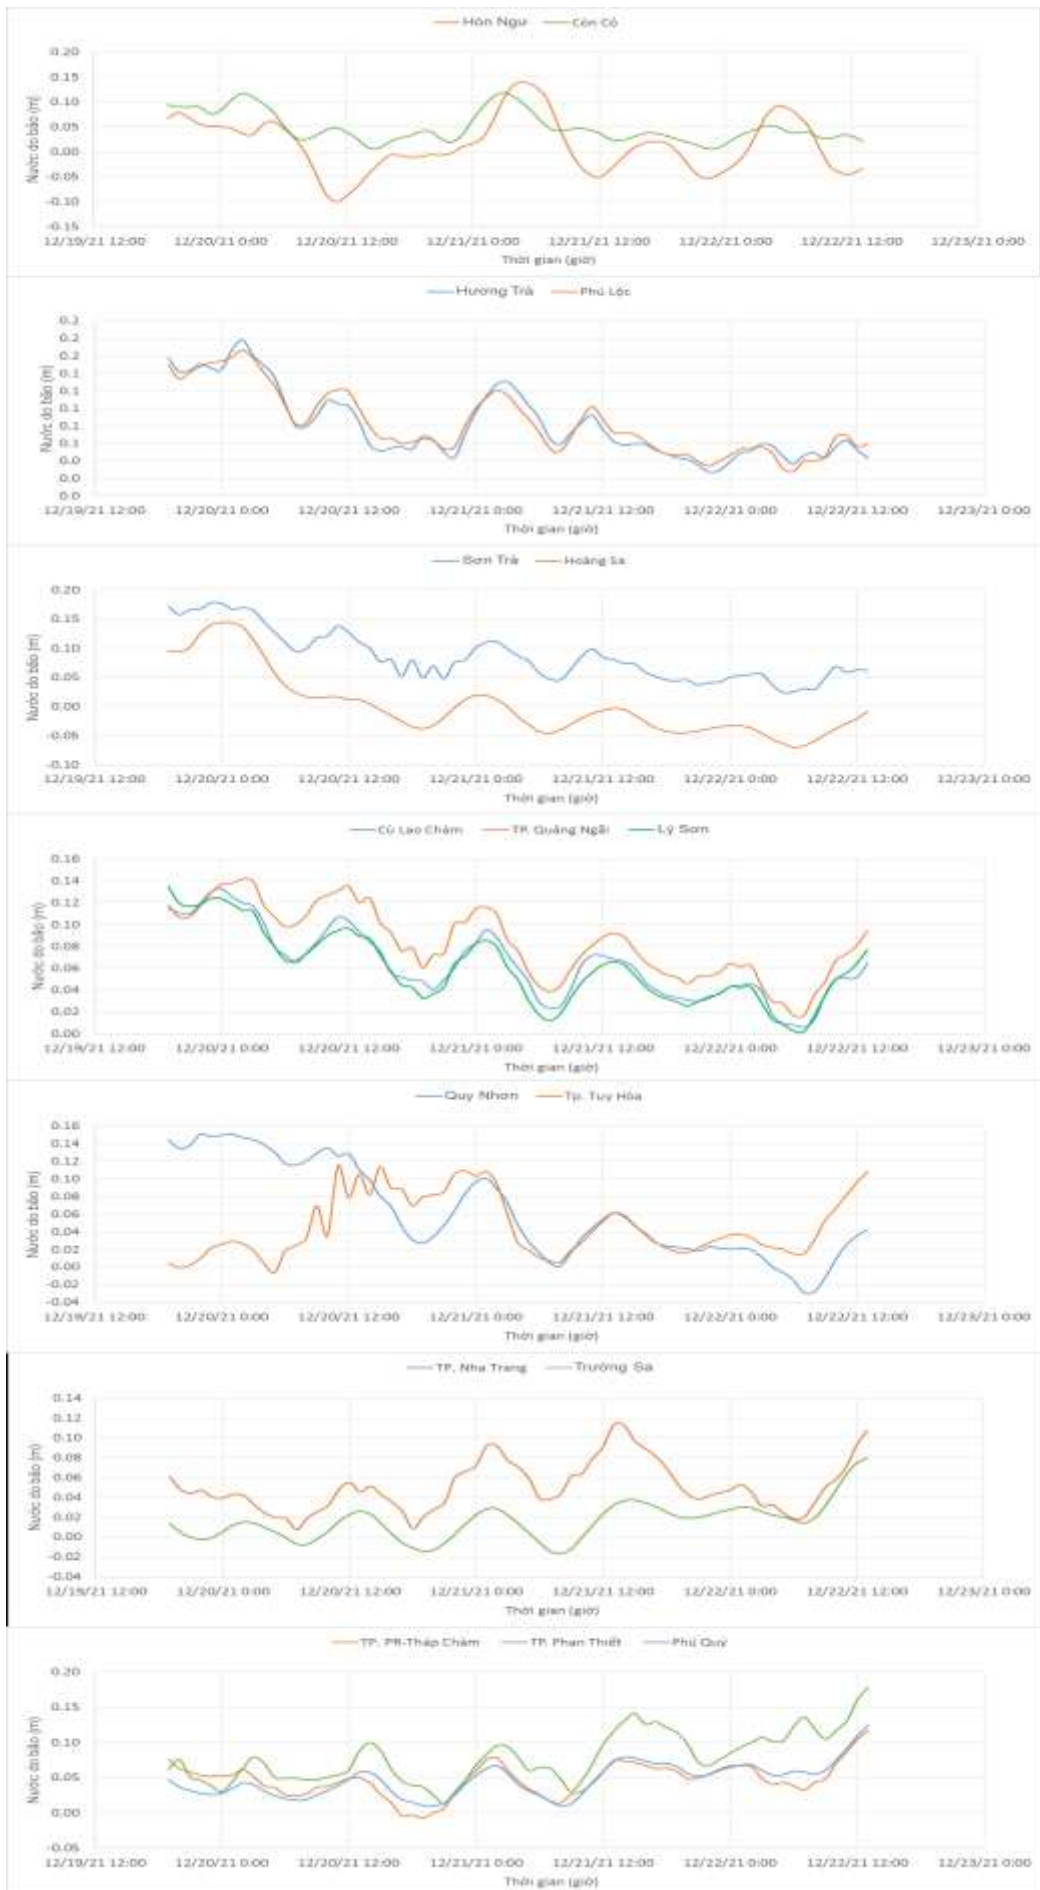 Hòn Ngư Cồn Cỏ
Nước do bão (m)
0.20
0.15
0.10
0.05
0.00
-0.05
-0.10
-0.15
12/19/21 12:00 12/20/21 0:00 12/20/21 12:00 12/21/21 0:00 12/21/21 12:00 12/22/21 0:00 12/22/21 12:00 12/23/21 0:00
Thời gian (giờ)
Hương Trà Phú Lộc
Nước do bão (m)
0.2
0.2
0.2
0.1
0.1
0.1
0.1
0.1
0.0
0.0
0.0
12/19/21 12:00 12/20/21 0:00 12/20/21 12:00 12/21/21 0:00 12/21/21 12:00 12/22/21 0:00 12/22/21 12:00 12/23/21 0:00
Thời gian (giờ)
Sơn Trà Hoàng Sa
Nước do bão (m)
0.20
0.15
0.10
0.05
0.00
-0.05
-0.10
12/19/21 12:00 12/20/21 0:00 12/20/21 12:00 12/21/21 0:00 12/21/21 12:00 12/22/21 0:00 12/22/21 12:00 12/23/21 0:00
Thời gian (giờ)
Cù Lao Chàm TP. Quảng Ngãi Lý Sơn
Nước do bão (m)
0.16
0.14
0.12
0.10
0.08
0.06
0.04
0.02
0.00
12/19/21 12:00 12/20/21 0:00 12/20/21 12:00 12/21/21 0:00 12/21/21 12:00 12/22/21 0:00 12/22/21 12:00 12/23/21 0:00
Thời gian (giờ)
Quy Nhơn Tp. Tuy Hòa
Nước do bão (m)
0.16
0.14
0.12
0.10
0.08
0.06
0.04
0.02
0.00
-0.02
-0.04
12/19/21 12:00 12/20/21 0:00 12/20/21 12:00 12/21/21 0:00 12/21/21 12:00 12/22/21 0:00 12/22/21 12:00 12/23/21 0:00
Thời gian (giờ)
TP. Nha Trang Trường Sa
Nước do bão (m)
0.14
0.12
0.10
0.08
0.06
0.04
0.02
0.00
-0.02
-0.04
12/19/21 12:00 12/20/21 0:00 12/20/21 12:00 12/21/21 0:00 12/21/21 12:00 12/22/21 0:00 12/22/21 12:00 12/23/21 0:00
Thời gian (giờ)
TP. PR-Tháp Chàm TP. Phan Thiết Phú Quý
Nước do bão (m)
0.20
0.15
0.10
0.05
0.00
-0.05
12/19/21 12:00 12/20/21 0:00 12/20/21 12:00 12/21/21 0:00 12/21/21 12:00 12/22/21 0:00 12/22/21 12:00 12/23/21 0:00
Thời gian (giờ)